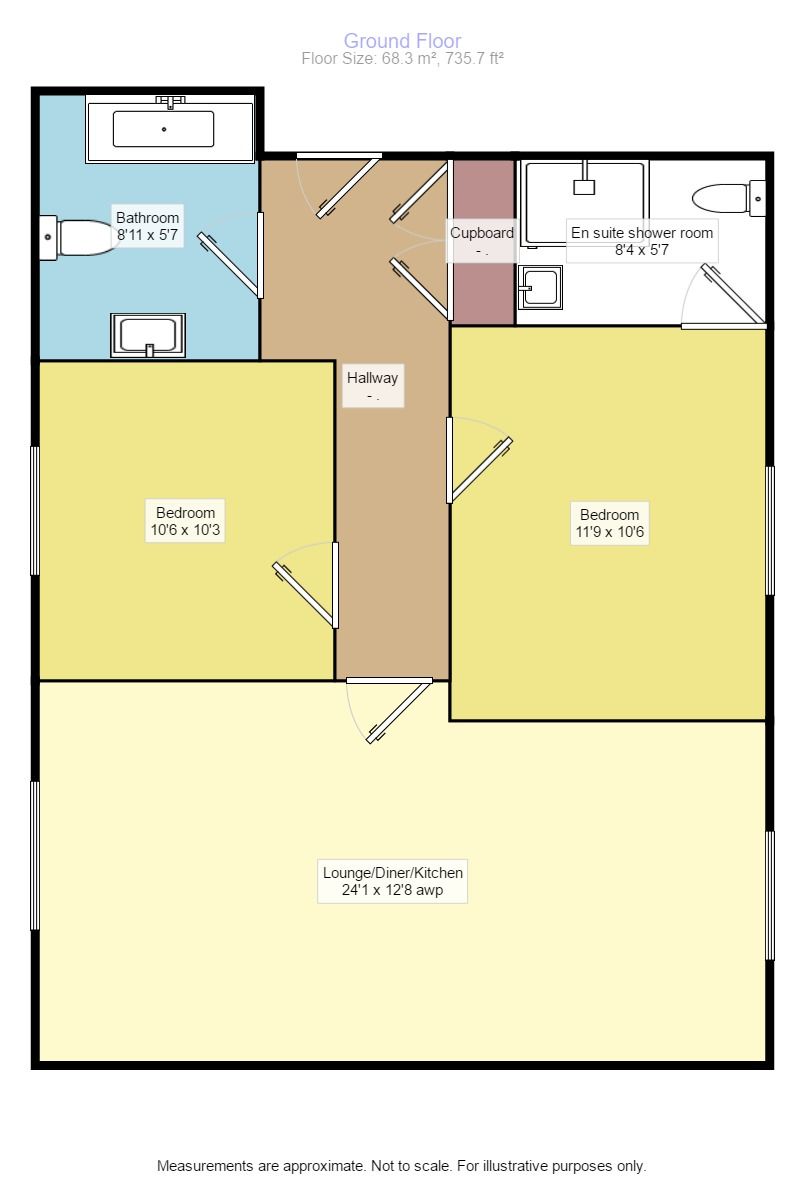 Ground Floor
Floor Size: 68.3 m², 735.7 ft²
Bathroom
8'11 x 5'7
Cupboard
- .
En suite shower room
8'4 x 5'7
Hallway
- .
Bedroom
10'6 x 10'3
Bedroom
11'9 x 10'6
Lounge/Diner/Kitchen
24'1 x 12'8 awp
Measurements are approximate. Not to scale. For illustrative purposes only.